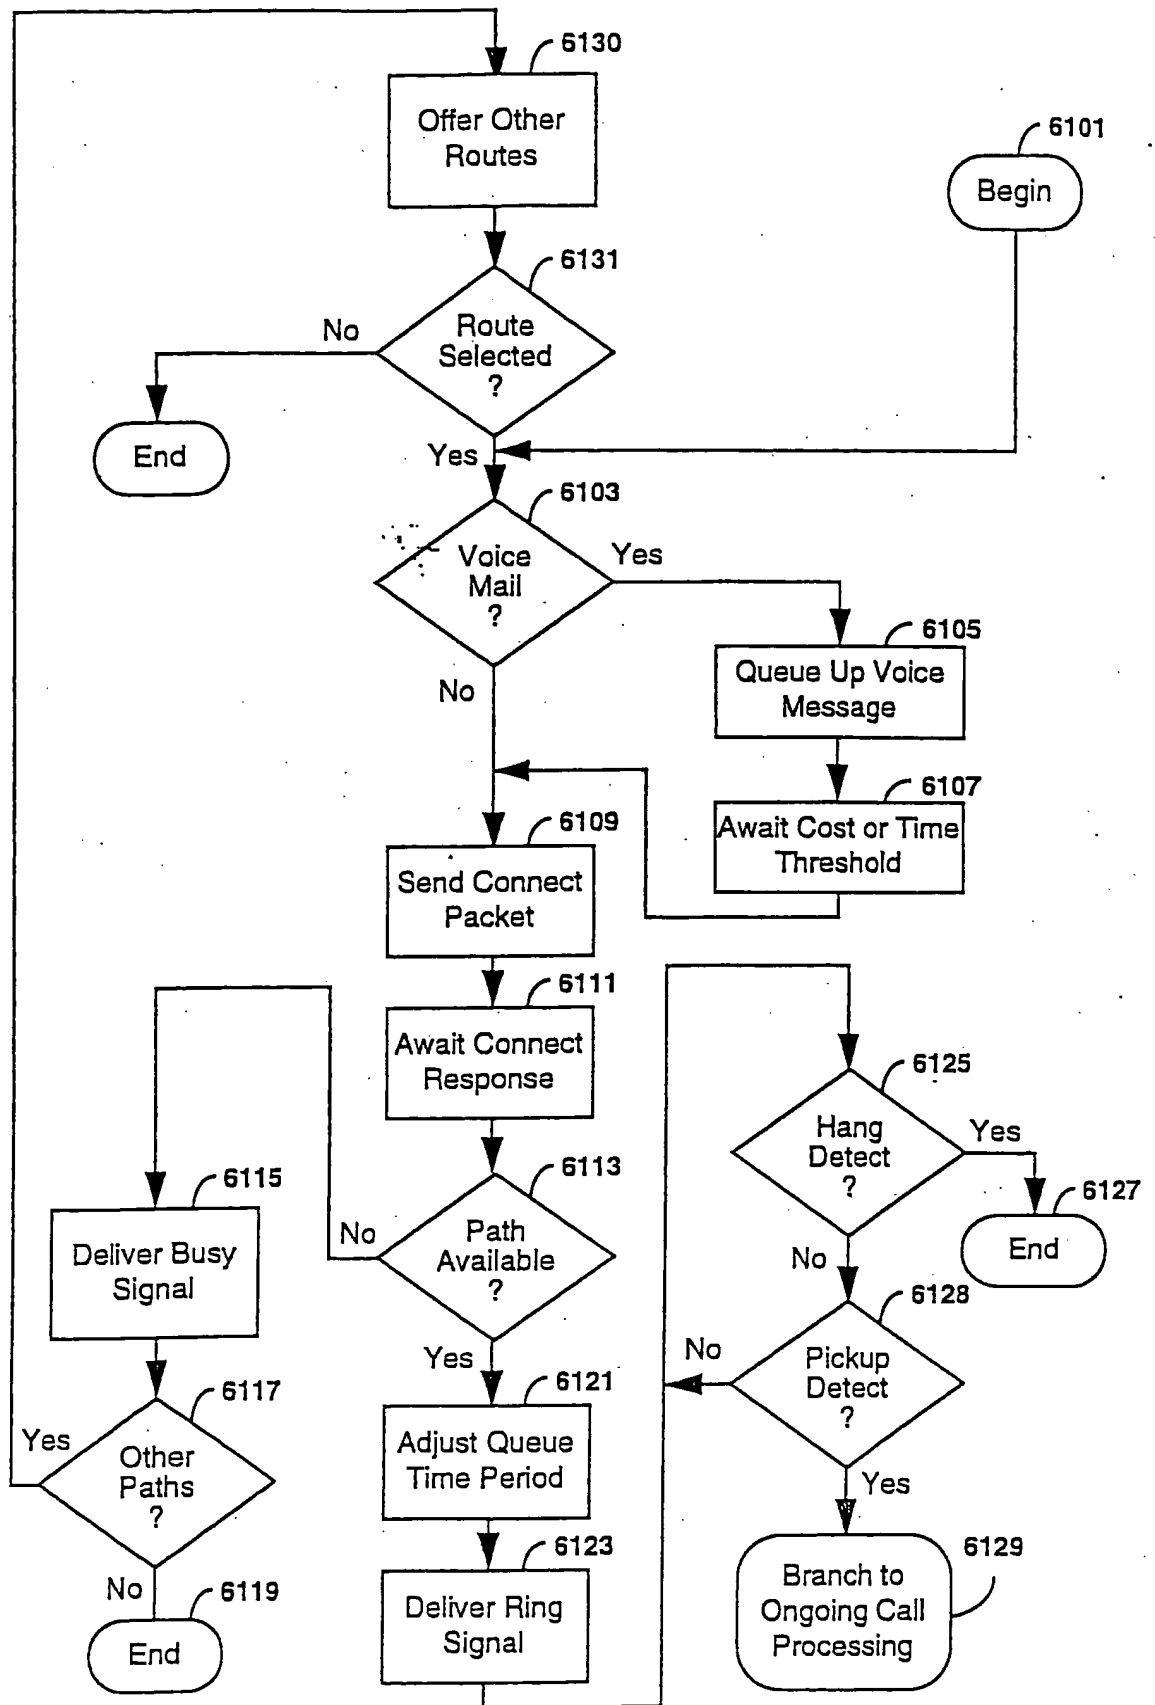 6130
Offer Other
Routes
6101
Begin
6131
Route
Selected
?
No
End
Yes
6103
Voice
Mail
?
Yes
No
6105
Queue Up Voice
Message
6107
Await Cost or Time
Threshold
6109
Send Connect
Packet
6111
Await Connect
Response
6113
Path
Available
?
No
Yes
6115
Deliver Busy
Signal
6117
Other
Paths
?
Yes
No
6119
End
6121
Adjust Queue
Time Period
6123
Deliver Ring
Signal
6125
Hang
Detect
?
Yes
6127
End
No
6128
Pickup
Detect
?
No
Yes
6129
Branch to
Ongoing Call
Processing